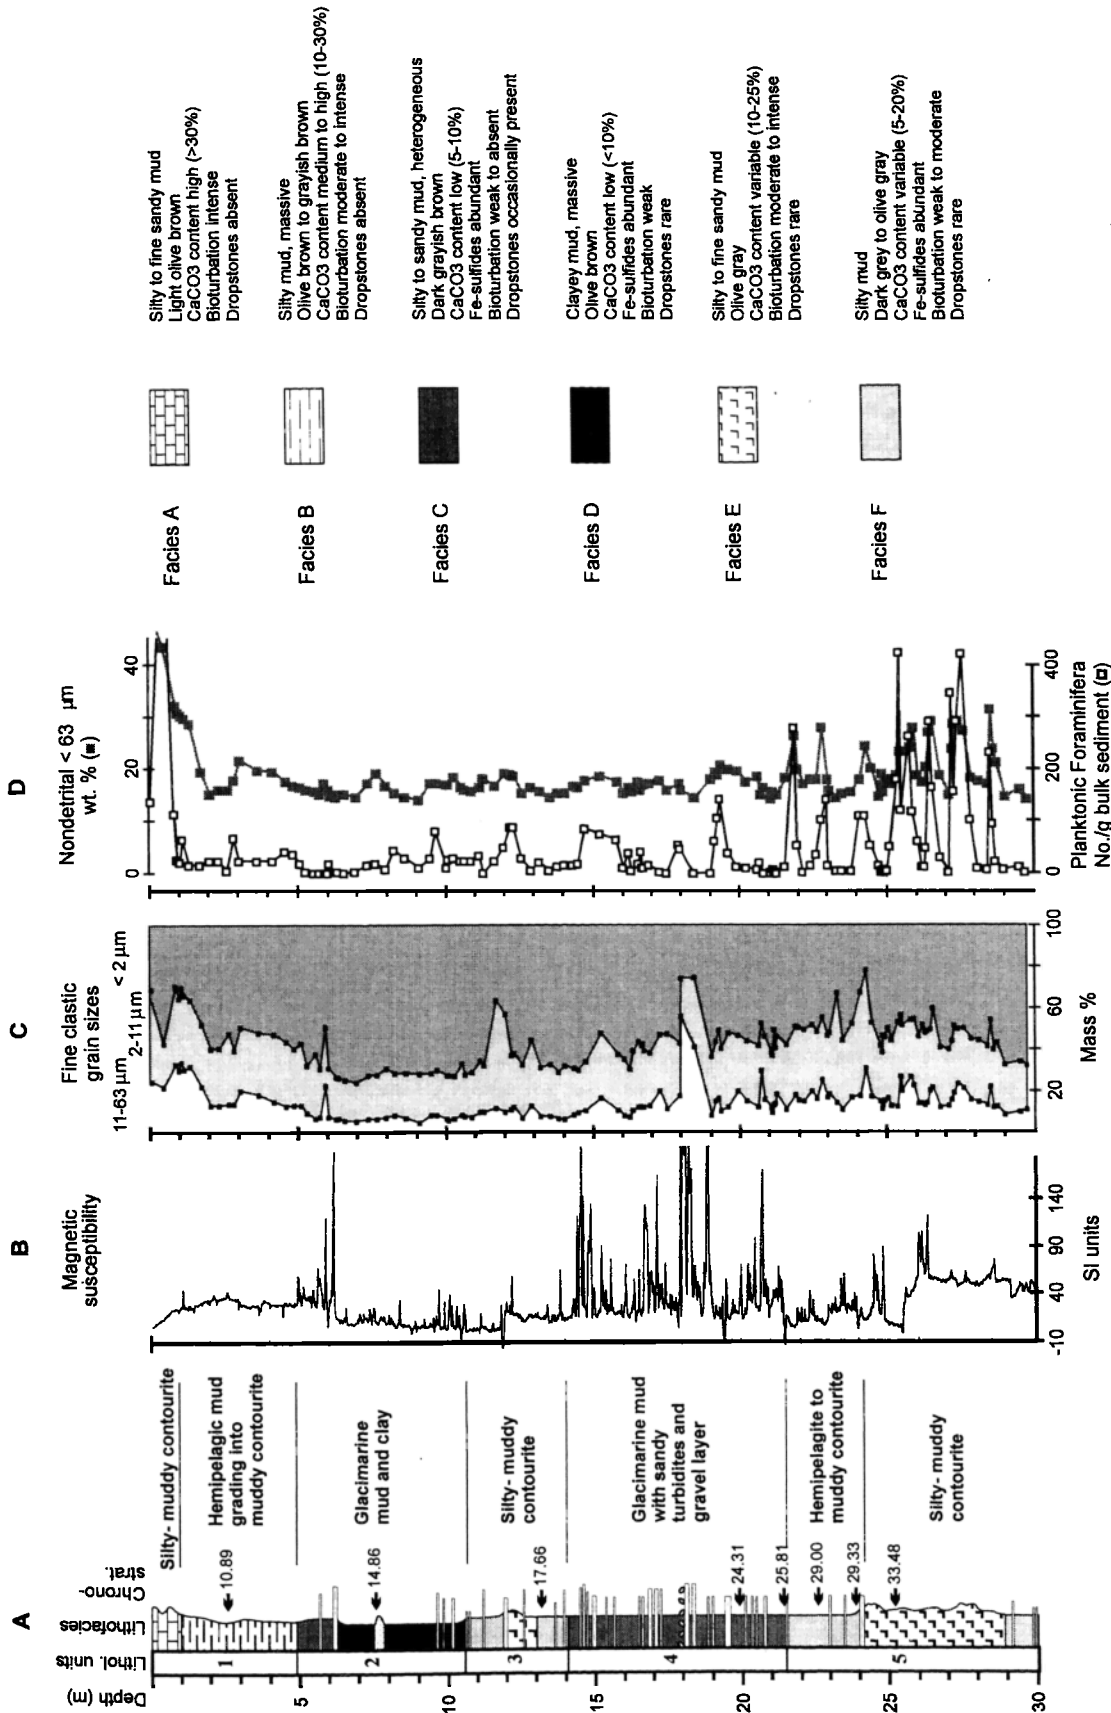 A
Depth (m)
Lithol. units
Lithofacies
Chrono-
strat.
5
10
15
20
25
30
1
2
3
4
5
10.89
14.86
17.66
24.31
25.81
29.00
29.33
33.48
Silty- muddy contourite
Hemipelagic mud
grading into
muddy contourite
Glacimarine
mud and clay
Silty- muddy
contourite
Glacimarine mud
with sandy
turbidites and
gravel layer
Hemipelagite to
muddy contourite
Silty- muddy
contourite
B
Magnetic
susceptibility
-10
40
90
140
SI units
C
Fine clastic
grain sizes
11-63 µm
2-11 µm
< 2 µm
20
60
100
Mass %
D
Nondetrital < 63 µm
wt. % (■)
0
20
40
0
200
400
Planktonic Foraminifera
No./g bulk sediment (□)
Facies A
Silty to fine sandy mud
Light olive brown
CaCO3 content high (>30%)
Bioturbation intense
Dropstones absent
Facies B
Silty mud, massive
Olive brown to grayish brown
CaCO3 content medium to high (10-30%)
Bioturbation moderate to intense
Dropstones absent
Facies C
Silty to sandy mud, heterogeneous
Dark grayish brown
CaCO3 content low (5-10%)
Fe-sulfides abundant
Bioturbation weak to absent
Dropstones occasionally present
Facies D
Clayey mud, massive
Olive brown
CaCO3 content low (<10%)
Fe-sulfides abundant
Bioturbation weak
Dropstones rare
Facies E
Silty to fine sandy mud
Olive gray
CaCO3 content variable (10-25%)
Bioturbation moderate to intense
Dropstones rare
Facies F
Silty mud
Dark grey to olive gray
CaCO3 content variable (5-20%)
Fe-sulfides abundant
Bioturbation weak to moderate
Dropstones rare